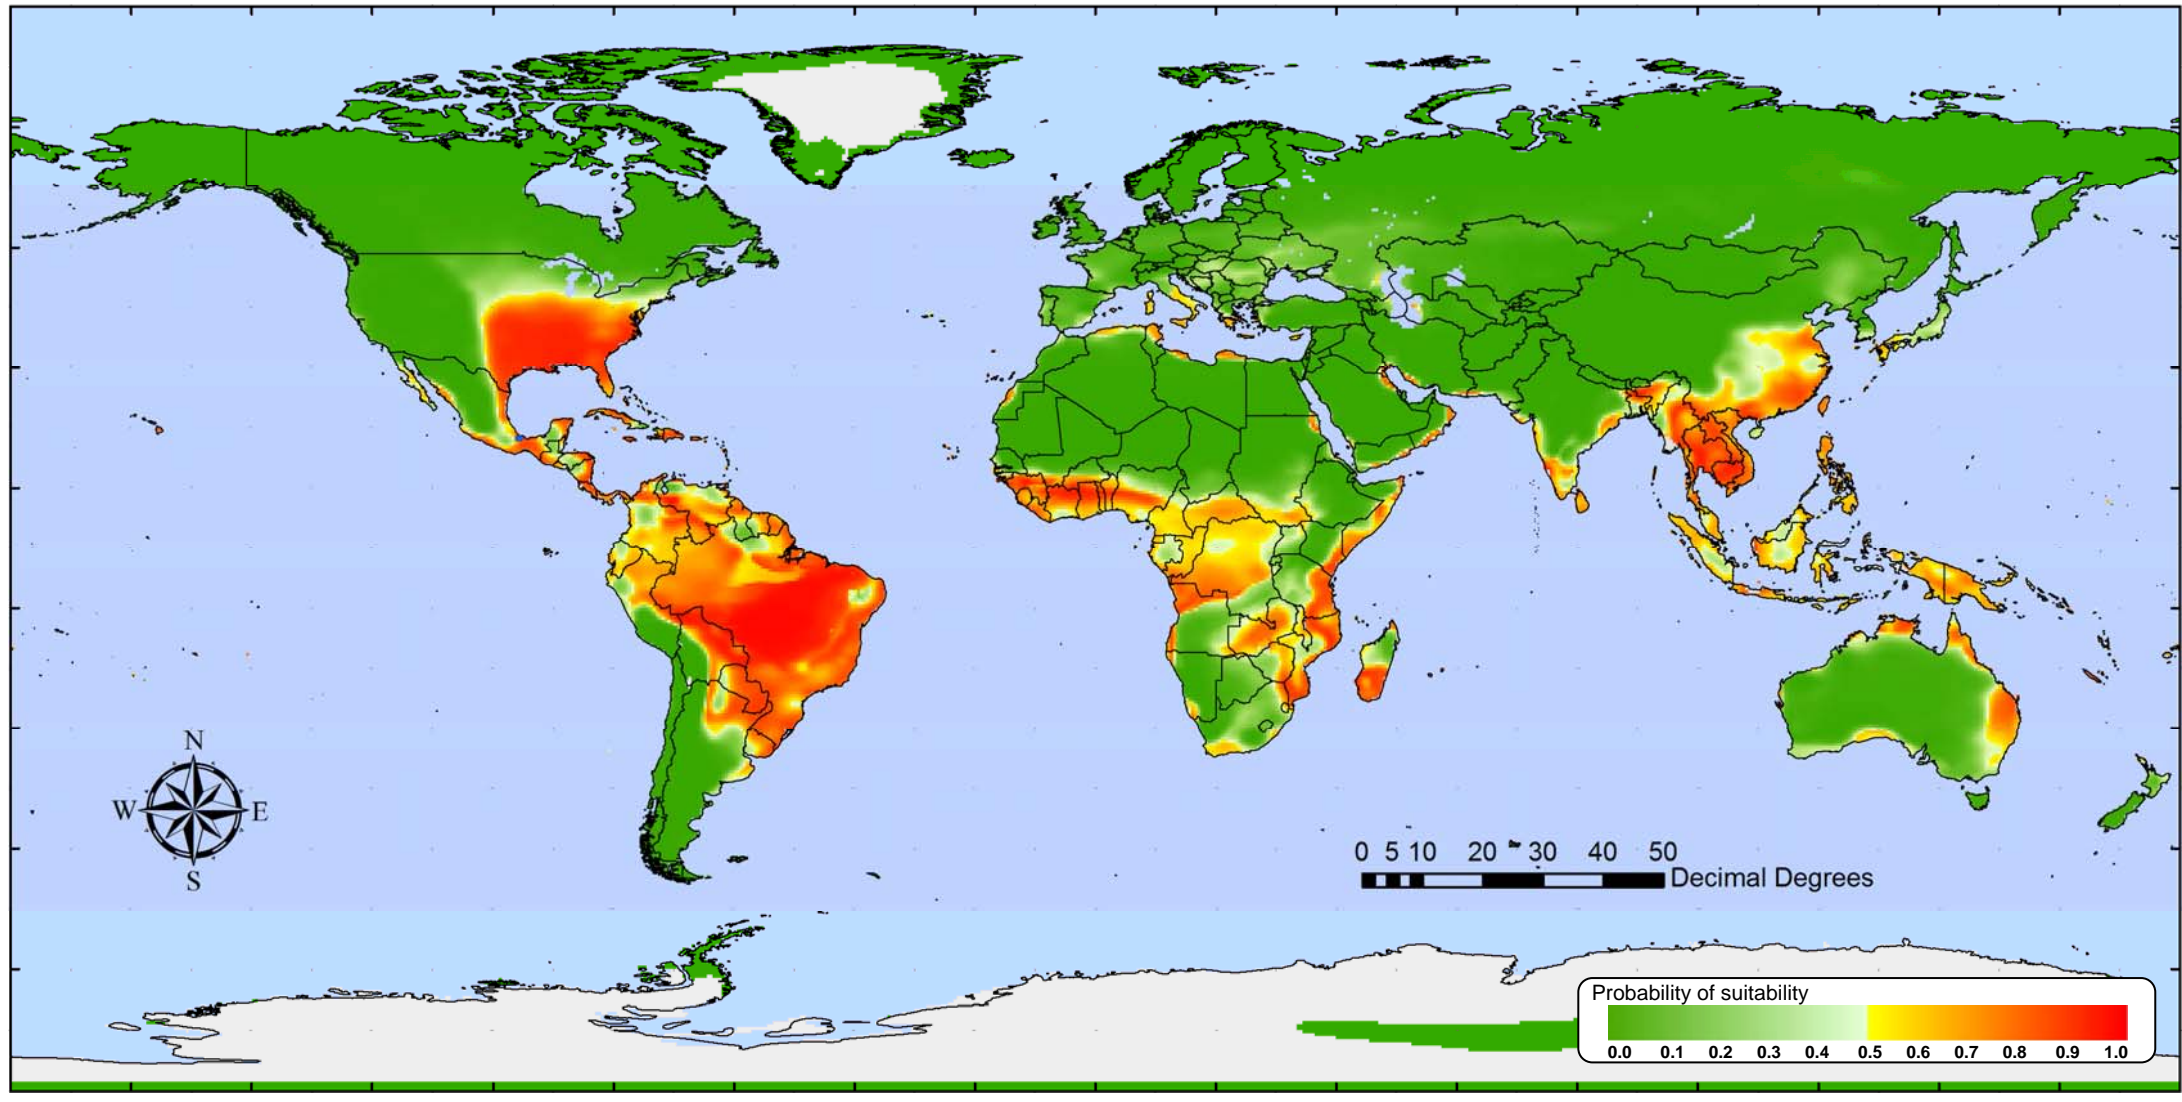 N
W E
S
0 5 10 20 30 40 50
Decimal Degrees
Probability of suitability
0.0 0.1 0.2 0.3 0.4 0.5 0.6 0.7 0.8 0.9 1.0